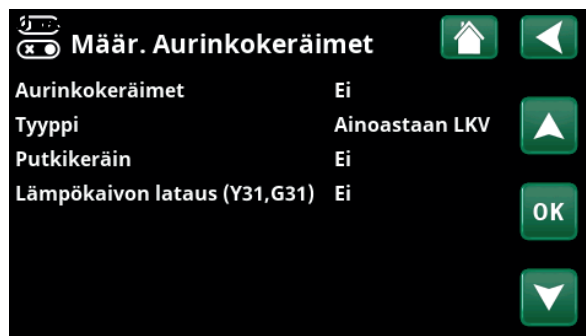 Määr. Aurinkokeräimet
Aurinkokeräimet Ei
Tyyppi Ainoastaan LKV
Putkikeräin Ei
Lämpökaivon lataus (Y31,G31) Ei
OK